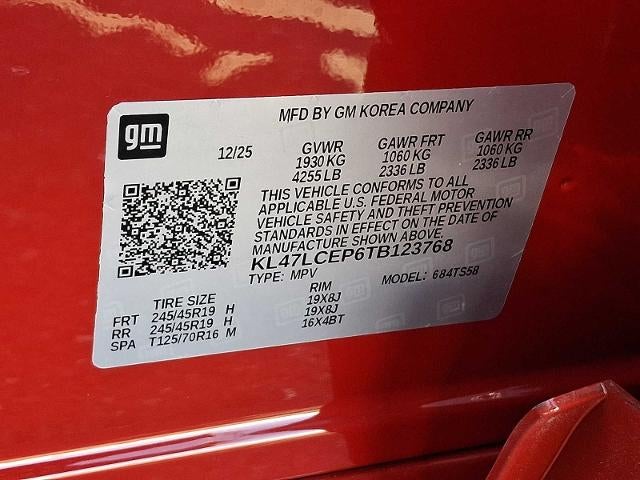 MFD BY GM KOREA COMPANY
gm
12/25
GVWR GAWR FRT GAWR RR
1930 KG 1060 KG 1060 KG
4255 LB 2336 LB 2336 LB
THIS VEHICLE CONFORMS TO ALL
APPLICABLE U.S. FEDERAL MOTOR
VEHICLE SAFETY AND THEFT PREVENTION
STANDARDS IN EFFECT ON THE DATE OF
MANUFACTURE SHOWN ABOVE.
KL47LCEP6TB123768
TYPE: MPV MODEL: 684TS58
TIRE SIZE RIM
FRT 245/45R19 H 19X8J
RR 245/45R19 H 19X8J
SPA T125/70R16 M 16X4BT